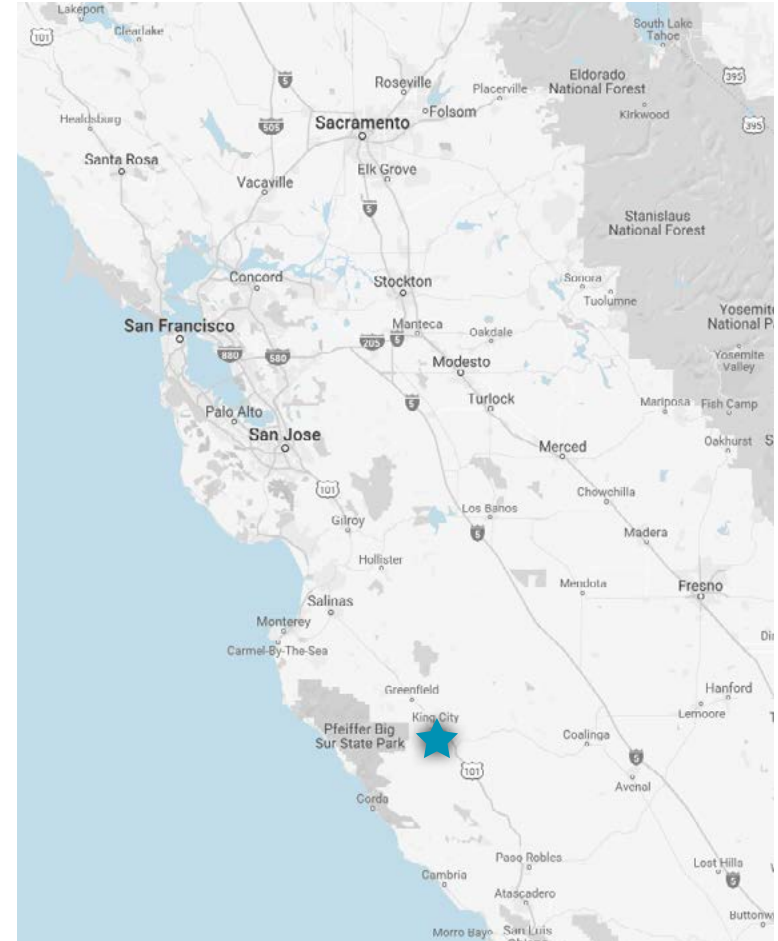 Lakeport
Clearlake
101
South Lake
Tahoe
5
Roseville
Placerville
Eldorado
National Forest
395
Healdsburg
505
Sacramento
Folsom
Kirkwood
395
Santa Rosa
Elk Grove
Vacaville
5
Stanislaus
National Forest
Concord
Stockton
Sonora
Tuolumne
San Francisco
Manteca
Oakdale
Yosemite
National P
880
580
205
5
Modesto
Yosemite
Valley
Palo Alto
5
Turlock
Mariposa
Fish Camp
San Jose
Merced
Oakhurst
S
101
Chowchilla
Gilroy
Los Banos
5
Madera
Hollister
Mendota
Fresno
Salinas
Monterey
Carmel-By-The-Sea
Di
Greenfield
Hanford
Lemoore
King City
Pfeiffer Big
Sur State Park
Coalinga
5
101
Avenal
Gorda
Paso Robles
Lost Hills
5
Cambria
Atascadero
Buttonw
Morro Bay
San Luis